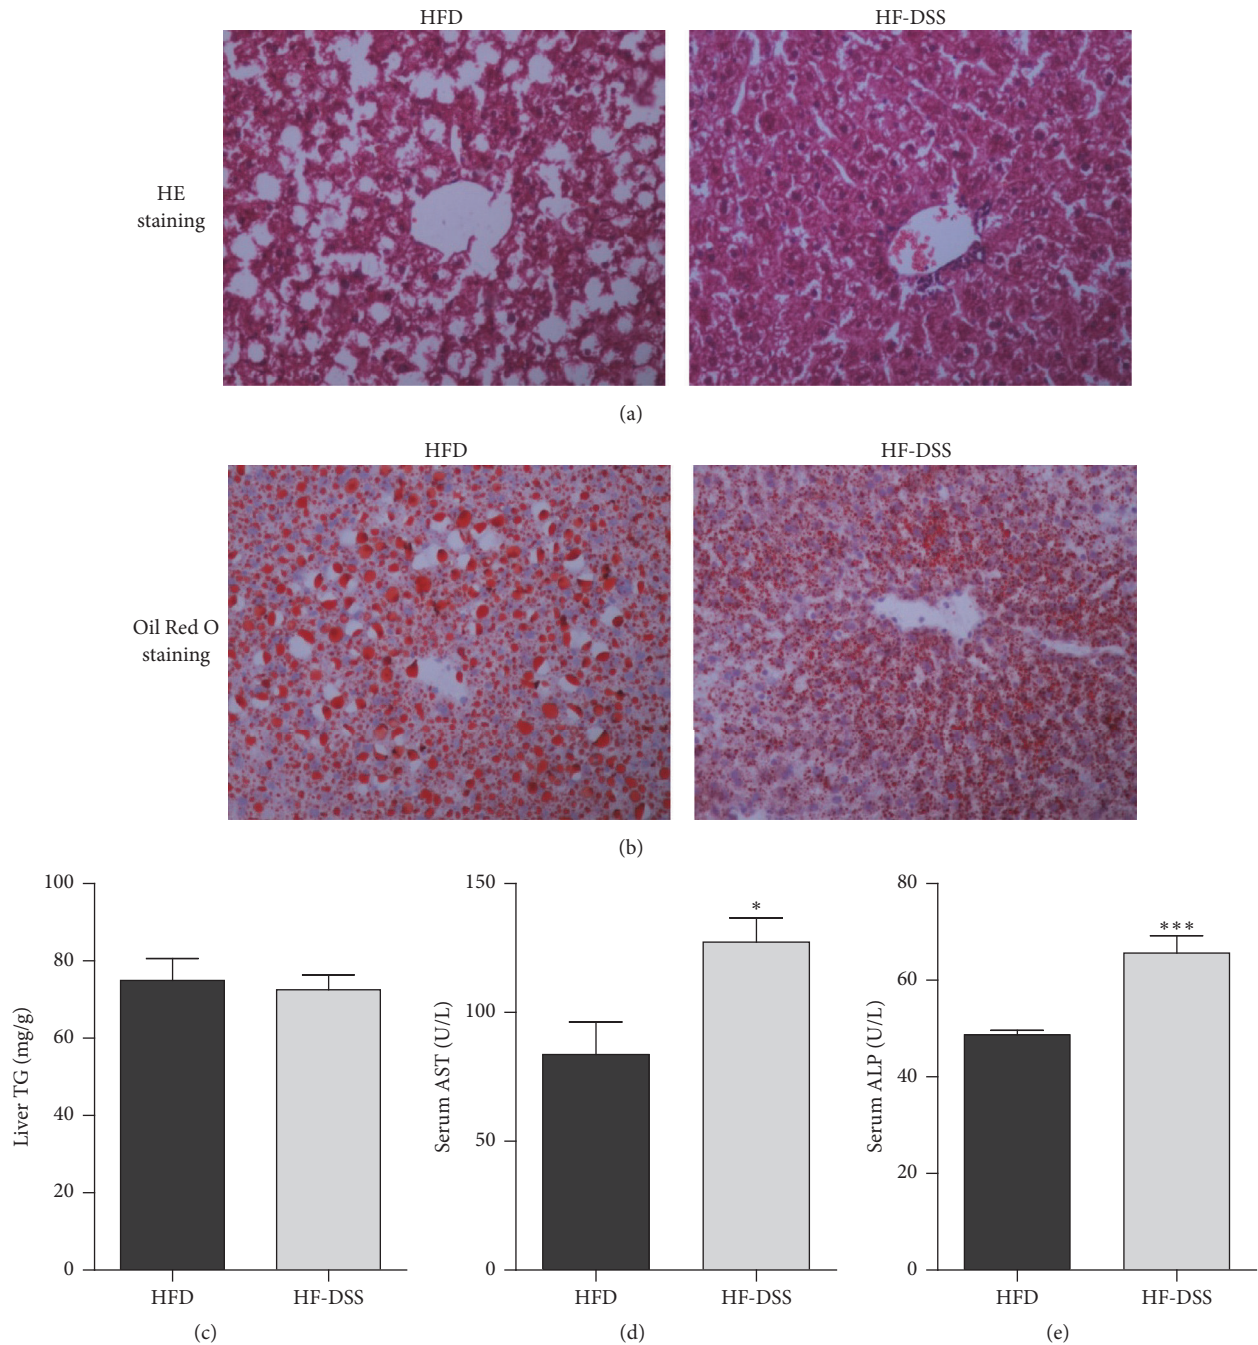 HFD
HF-DSS
HE
staining
(a)
HFD
HF-DSS
Oil Red O
staining
(b)
100
80
60
40
20
0
Liver TG (mg/g)
HFD
HF-DSS
(c)
150
100
50
0
Serum AST (U/L)
*
HFD
HF-DSS
(d)
80
60
40
20
0
Serum ALP (U/L)
***
HFD
HF-DSS
(e)